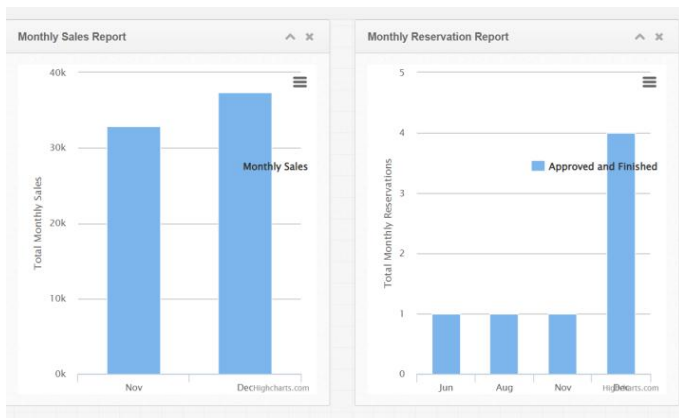 Monthly Sales Report
40k
30k
20k
10k
0k
Total Monthly Sales
Monthly Sales
Nov
Dec
Highcharts.com
Monthly Reservation Report
5
4
3
2
1
0
Total Monthly Reservations
Approved and Finished
Jun
Aug
Nov
Dec
Highcharts.com